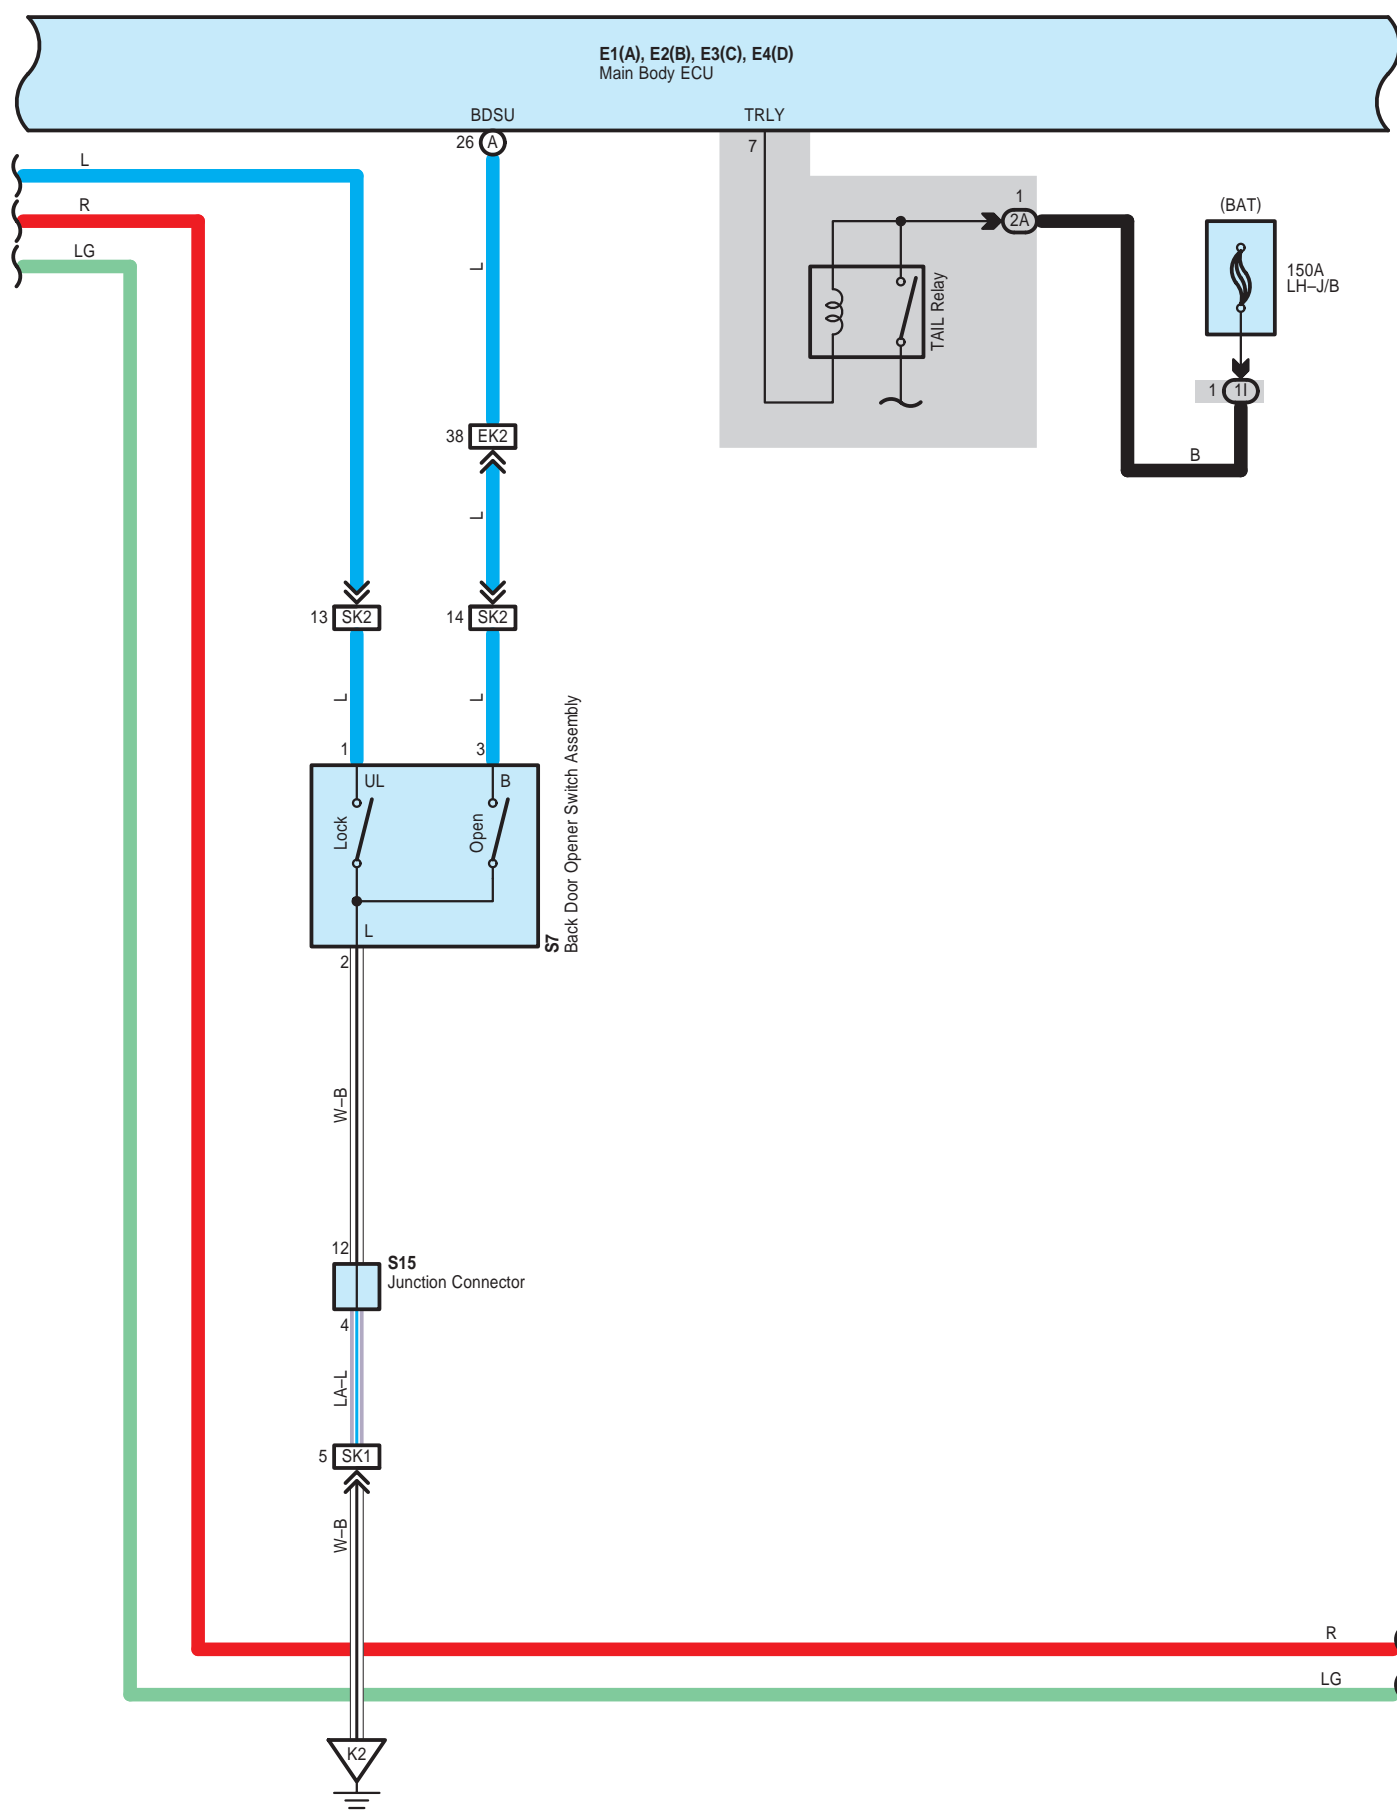 E1(A), E2(B), E3(C), E4(D)
Main Body ECU
BDSU
TRLY
26 A
7
L
R
LG
1
2A
(BAT)
150A
LH–J/B
TAIL Relay
L
1 1I
B
38 EK2
L
13 SK2
14 SK2
L
L
1
3
UL
B
Lock
Open
L
S7
Back Door Opener Switch Assembly
2
W–B
12
S15
Junction Connector
4
LA–L
5 SK1
W–B
R
LG
K2